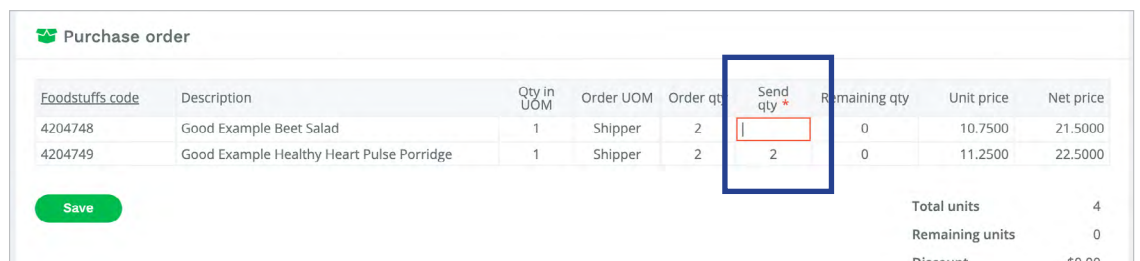 Purchase order
Foodstuffs code Description Qty in UOM Order UOM Order qty Send qty * Remaining qty Unit price Net price
4204748 Good Example Beet Salad 1 Shipper 2 0 10.7500 21.5000
4204749 Good Example Healthy Heart Pulse Porridge 1 Shipper 2 2 0 11.2500 22.5000
Save
Total units 4
Remaining units 0